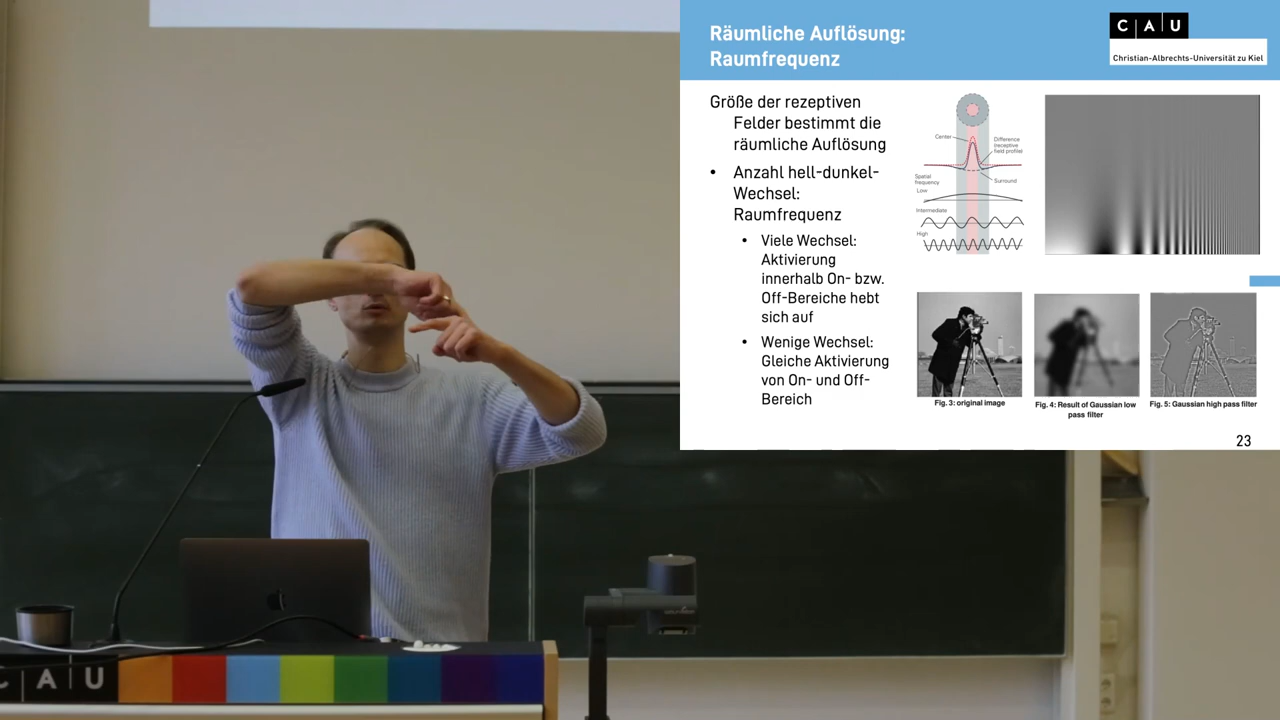 Räumliche Auflösung:
Raumfrequenz
C A U
Christian-Albrechts-Universität zu Kiel
Größe der rezeptiven
Felder bestimmt die
räumliche Auflösung
• Anzahl hell-dunkel-
Wechsel:
Raumfrequenz
• Viele Wechsel:
Aktivierung
innerhalb On- bzw.
Off-Bereiche hebt
sich auf
• Wenige Wechsel:
Gleiche Aktivierung
von On- und Off-
Bereich
Center
Difference
(receptive
field profile)
Surround
Spatial
frequency
Low
Intermediate
High
Fig. 3: original image
Fig. 4: Result of Gaussian low
pass filter
Fig. 5: Gaussian high pass filter
23
C A U